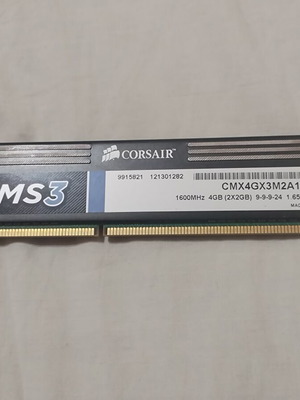 CORSAIR
MS3
9915821 121301282
CMX4GX3M2A1
1600MHz 4GB (2X2GB) 9-9-9-24 1.65